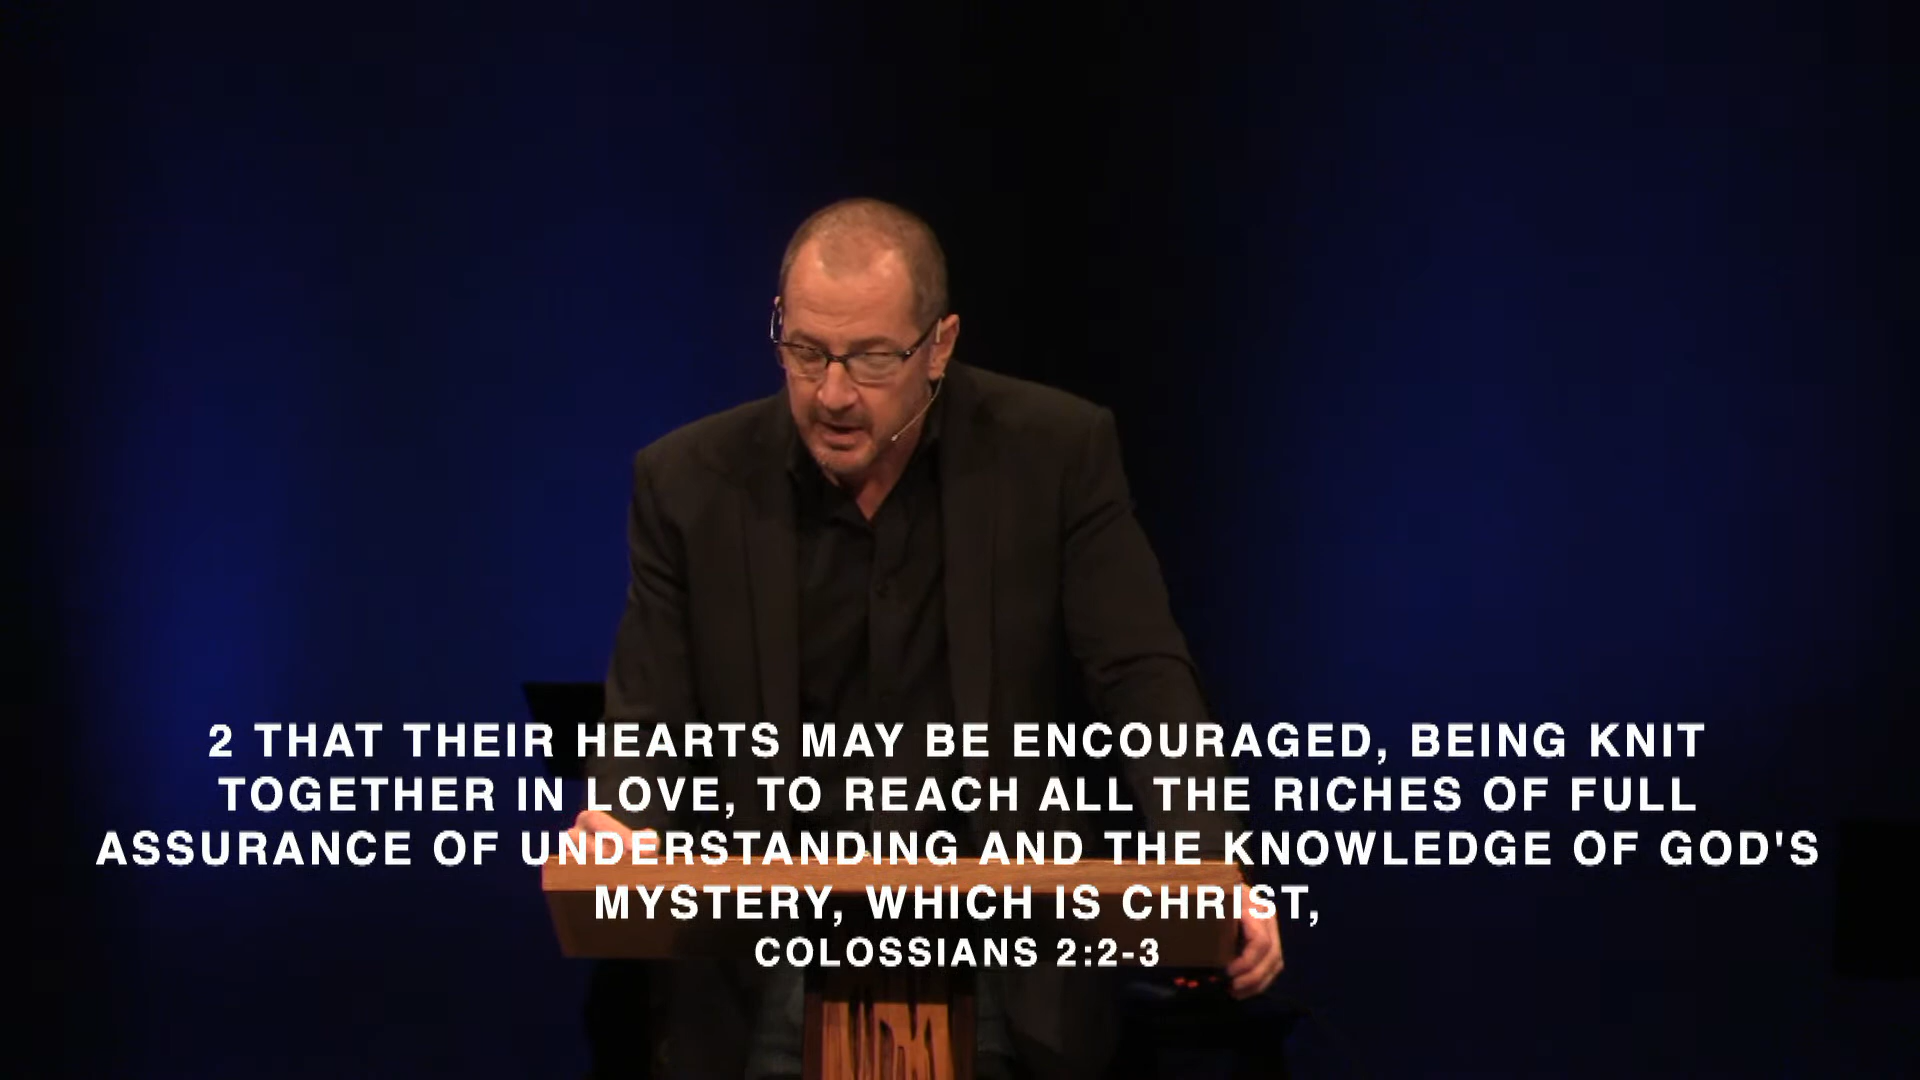 2 THAT THEIR HEARTS MAY BE ENCOURAGED, BEING KNIT
TOGETHER IN LOVE, TO REACH ALL THE RICHES OF FULL
ASSURANCE OF UNDERSTANDING AND THE KNOWLEDGE OF GOD'S
MYSTERY, WHICH IS CHRIST,
COLOSSIANS 2:2-3